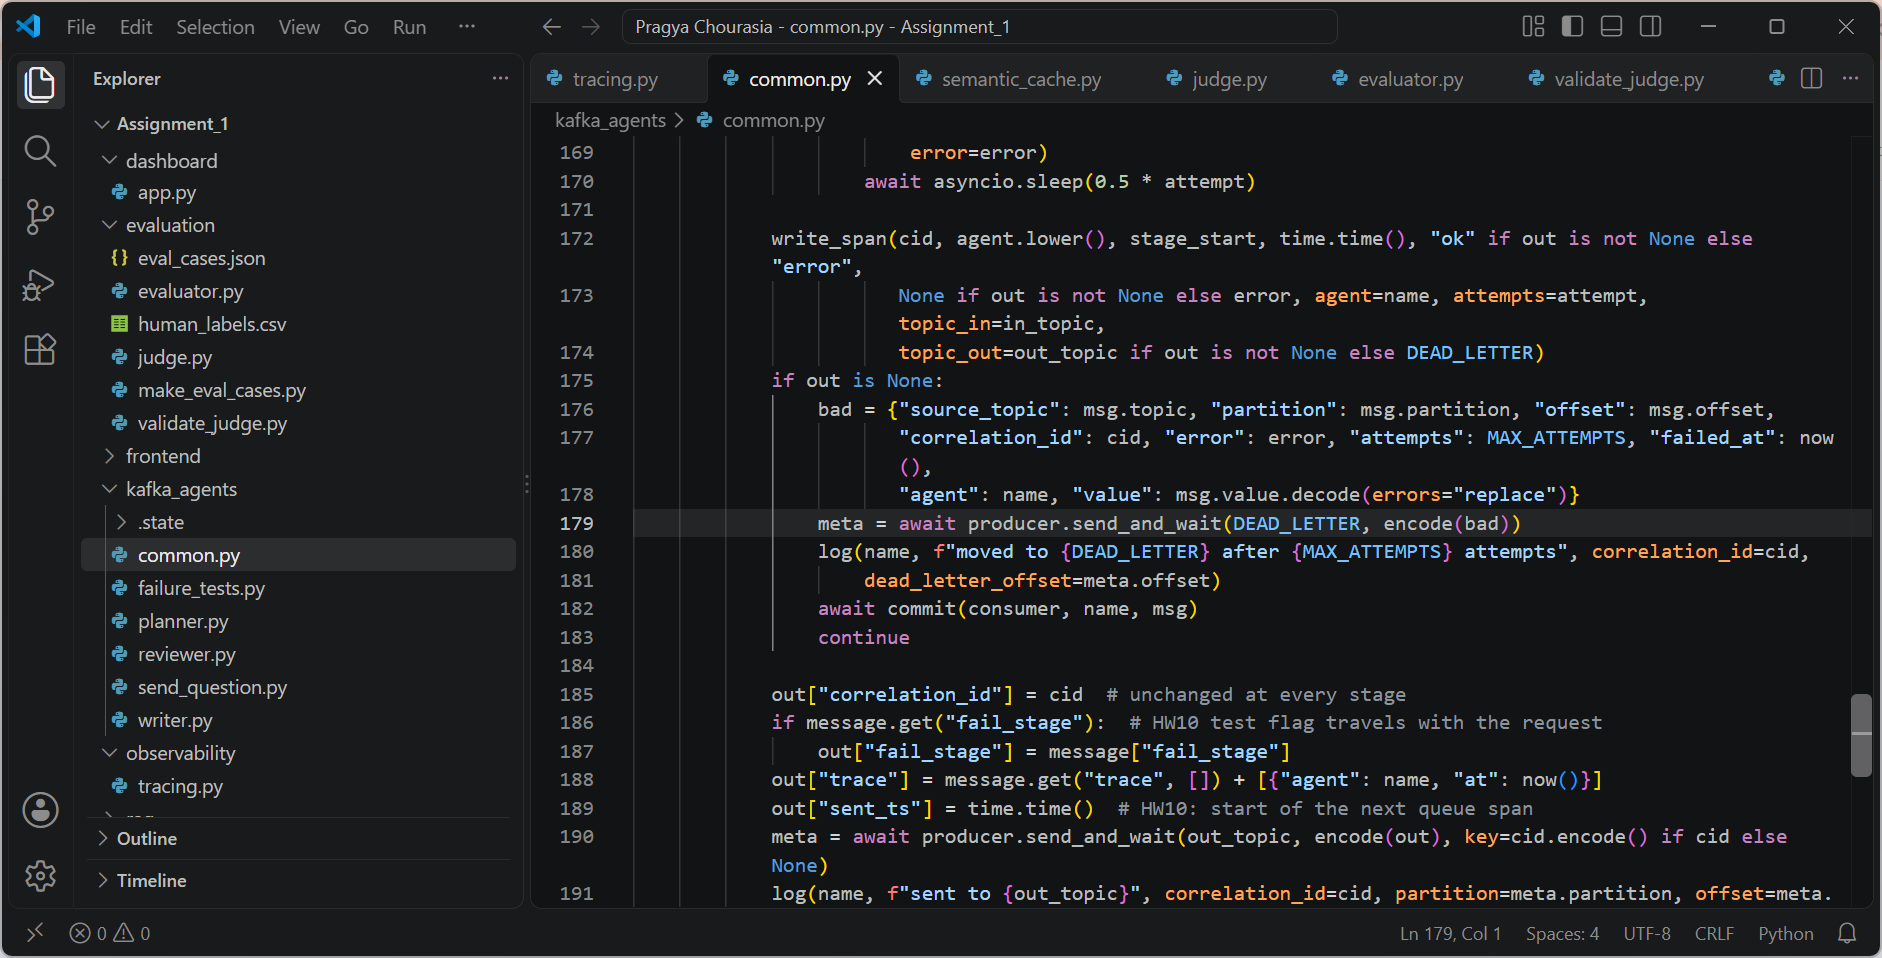 File Edit Selection View Go Run ···
Pragya Chourasia - common.py - Assignment_1
Explorer
Assignment_1
dashboard
app.py
evaluation
{} eval_cases.json
evaluator.py
human_labels.csv
judge.py
make_eval_cases.py
validate_judge.py
frontend
kafka_agents
.state
common.py
failure_tests.py
planner.py
reviewer.py
send_question.py
writer.py
observability
tracing.py
Outline
Timeline
tracing.py common.py semantic_cache.py judge.py evaluator.py validate_judge.py
kafka_agents > common.py
169 error=error)
170 await asyncio.sleep(0.5 * attempt)
171
172 write_span(cid, agent.lower(), stage_start, time.time(), "ok" if out is not None else
"error",
173 None if out is not None else error, agent=name, attempts=attempt,
topic_in=in_topic,
174 topic_out=out_topic if out is not None else DEAD_LETTER)
175 if out is None:
176 bad = {"source_topic": msg.topic, "partition": msg.partition, "offset": msg.offset,
177 "correlation_id": cid, "error": error, "attempts": MAX_ATTEMPTS, "failed_at": now
(),
178 "agent": name, "value": msg.value.decode(errors="replace")}
179 meta = await producer.send_and_wait(DEAD_LETTER, encode(bad))
180 log(name, f"moved to {DEAD_LETTER} after {MAX_ATTEMPTS} attempts", correlation_id=cid,
181 dead_letter_offset=meta.offset)
182 await commit(consumer, name, msg)
183 continue
184
185 out["correlation_id"] = cid  # unchanged at every stage
186 if message.get("fail_stage"):  # HW10 test flag travels with the request
187 out["fail_stage"] = message["fail_stage"]
188 out["trace"] = message.get("trace", []) + [{"agent": name, "at": now()}]
189 out["sent_ts"] = time.time()  # HW10: start of the next queue span
190 meta = await producer.send_and_wait(out_topic, encode(out), key=cid.encode() if cid else
None)
191 log(name, f"sent to {out_topic}", correlation_id=cid, partition=meta.partition, offset=meta.
0 0
Ln 179, Col 1 Spaces: 4 UTF-8 CRLF Python